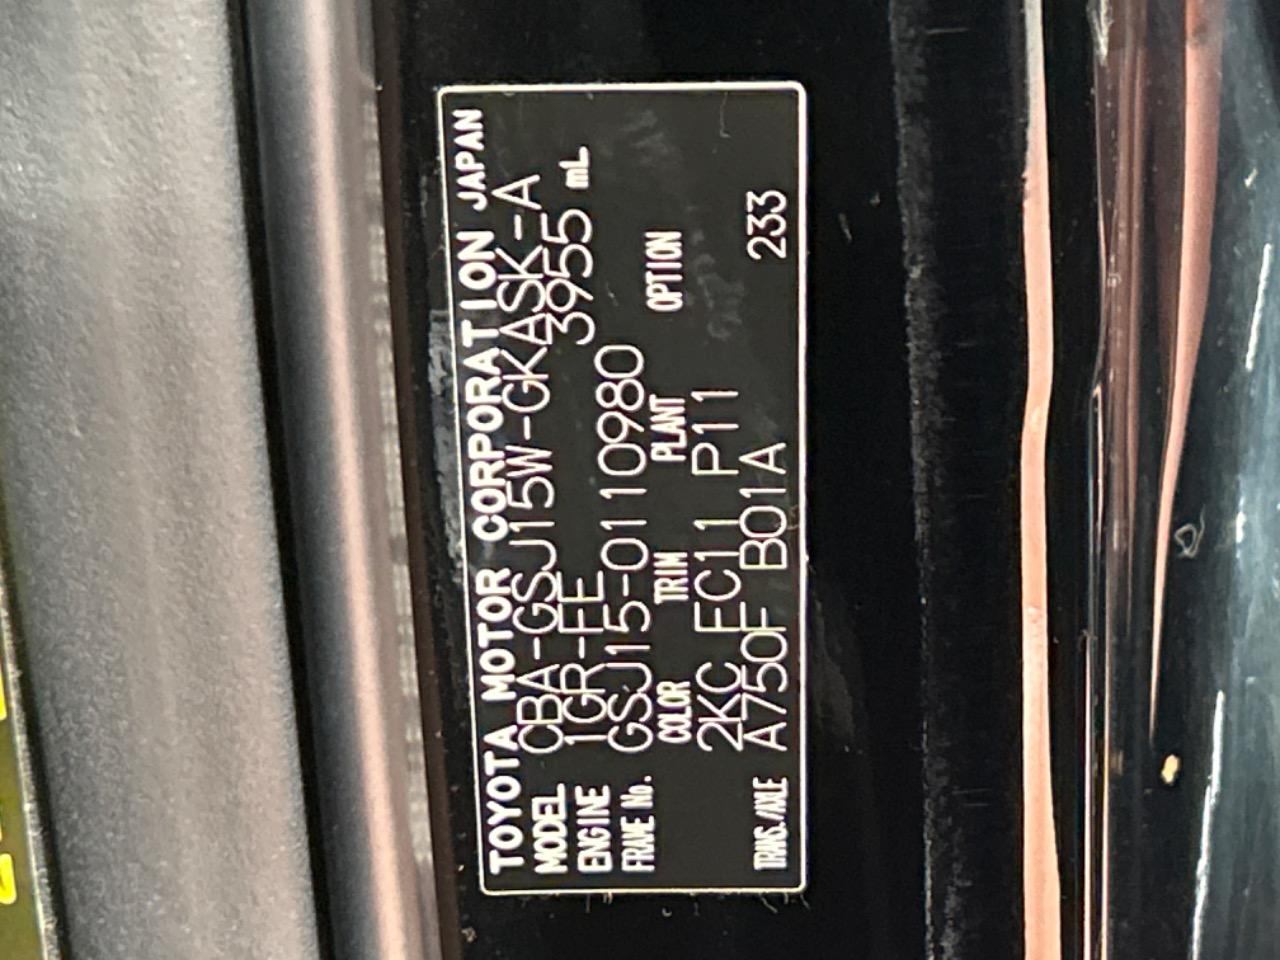 TOYOTA MOTOR CORPORATION JAPAN
MODEL CBA-GSJ15W-GKASK-A
ENGINE 1GR-FE 3955 mL
FRAME No. GSJ15-0110980
COLOR TRIM PLANT OPTION
2KC FC11 P11
TRANS./AXLE A750F B01A 233